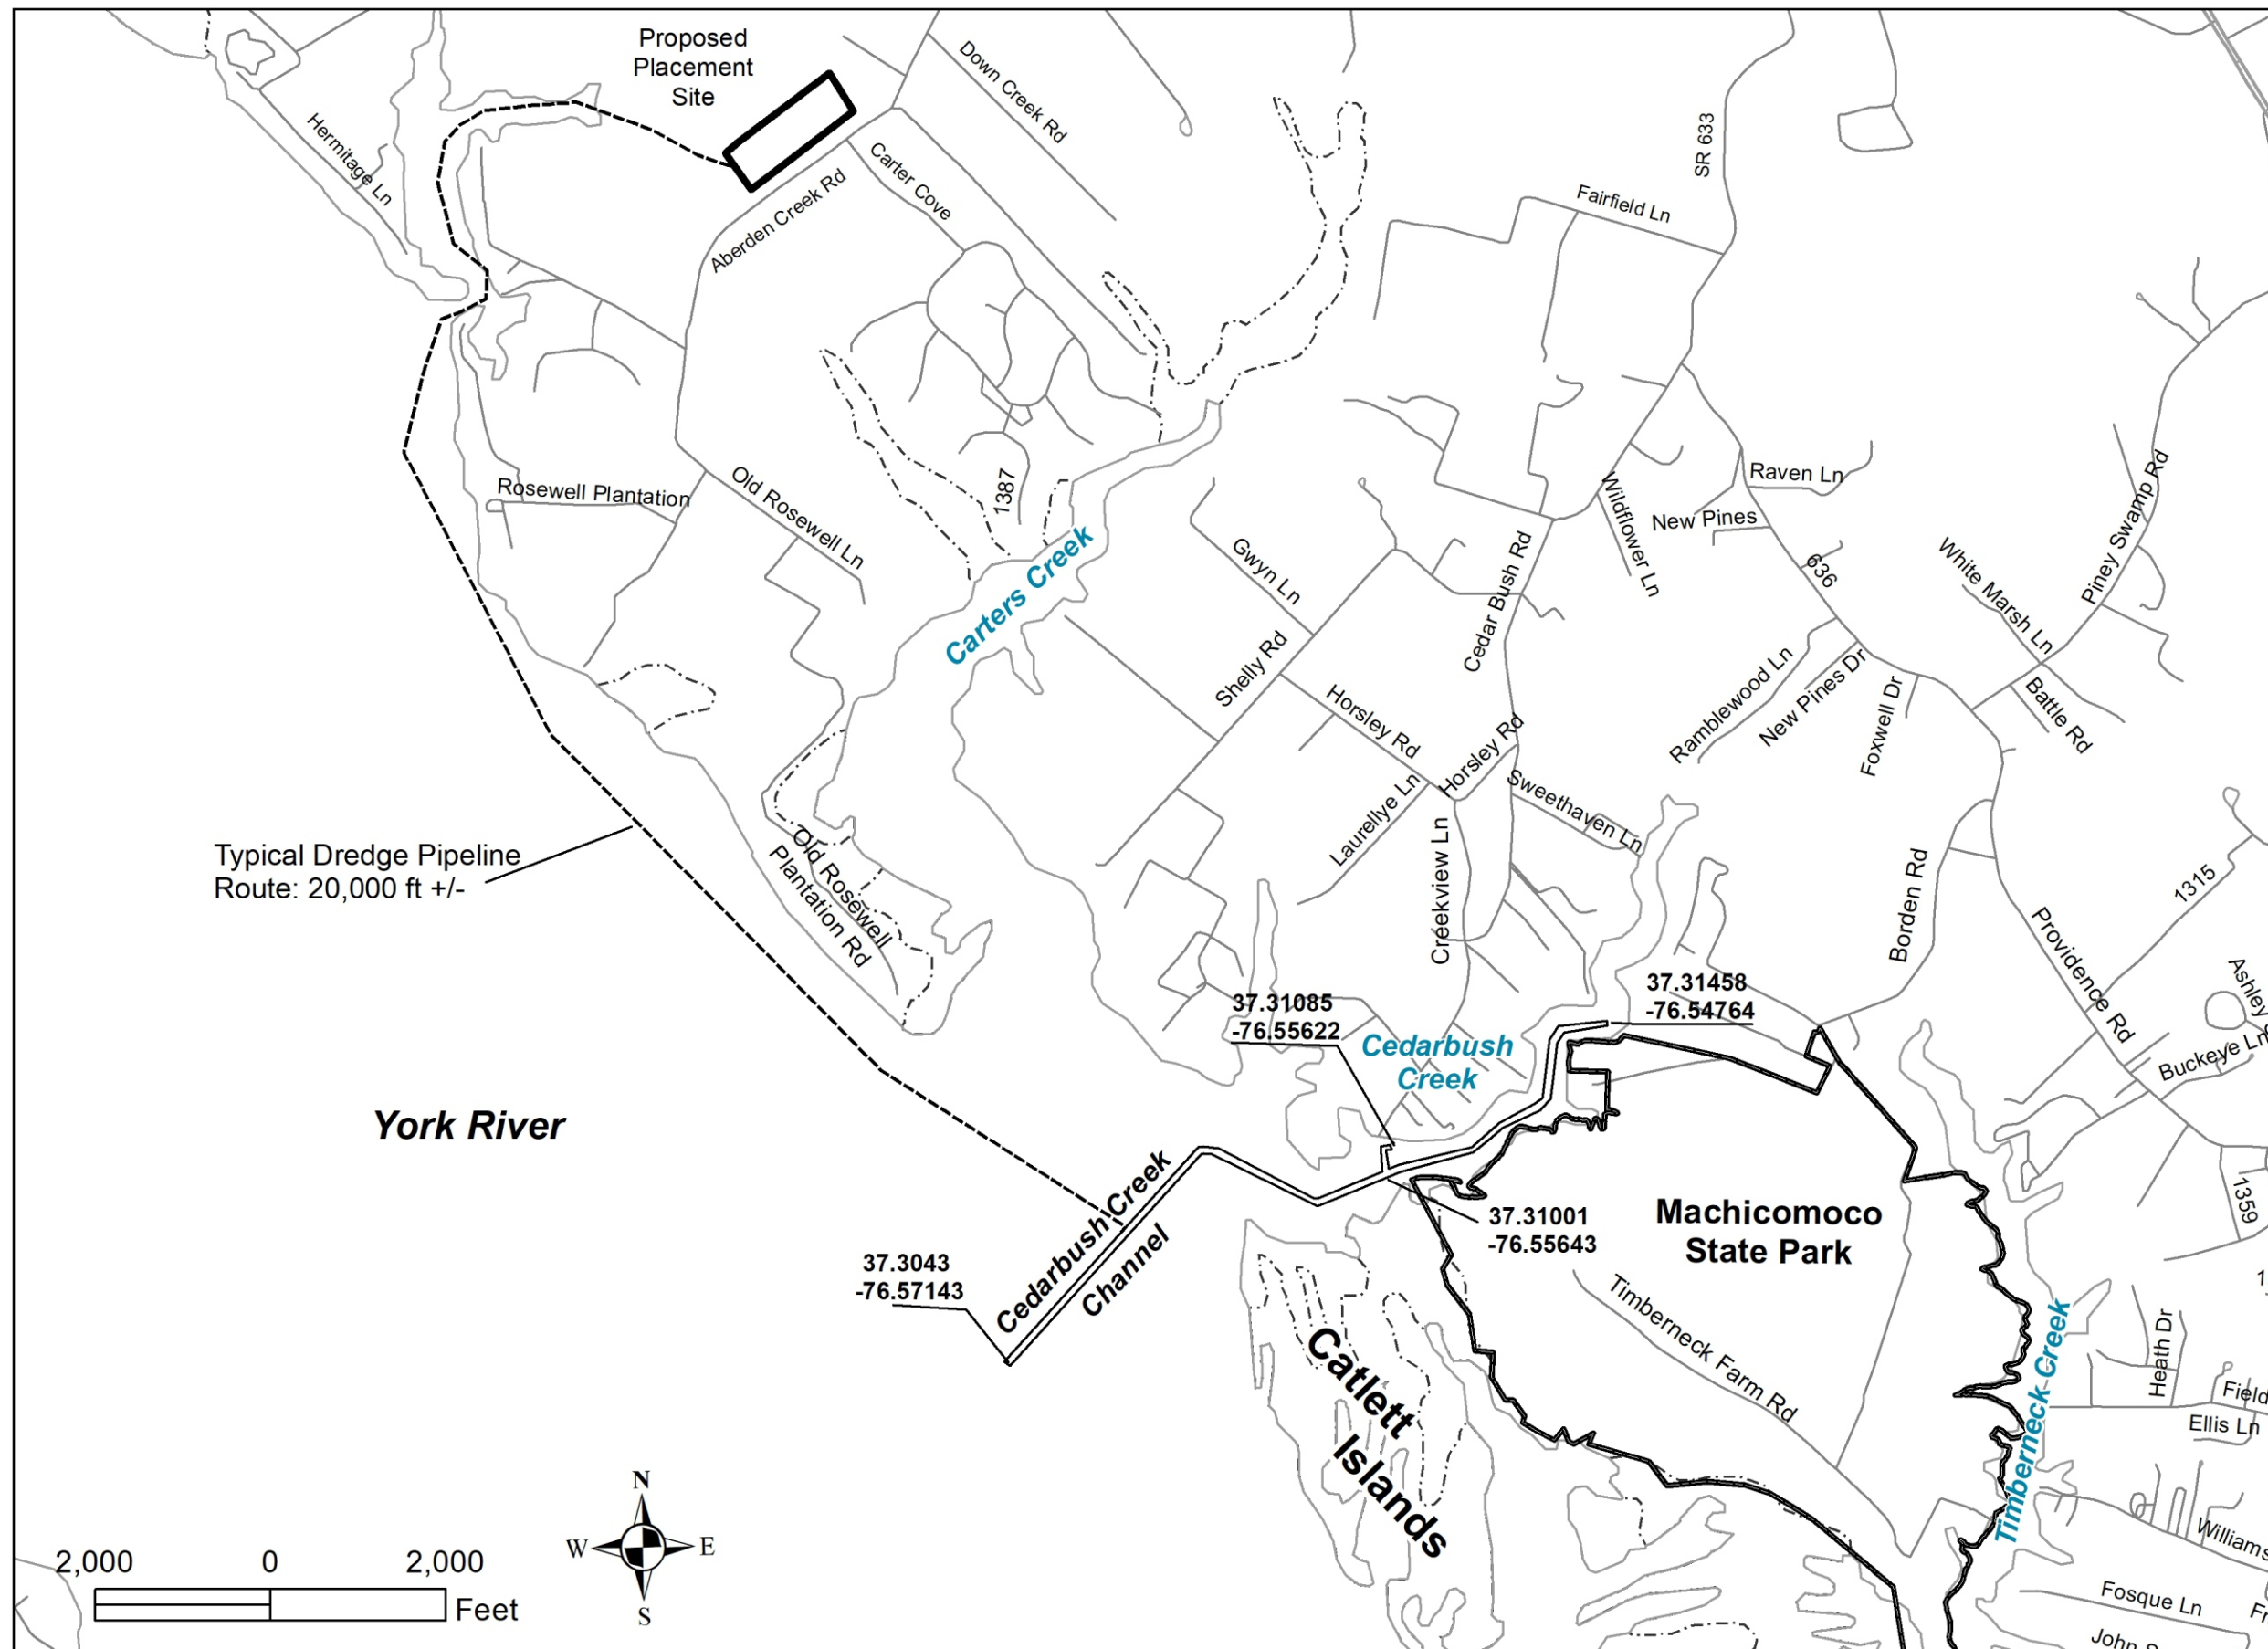 Proposed
Placement
Site
Down Creek Rd
Hermitage Ln
Carter Cove
Aberden Creek Rd
SR 633
Fairfield Ln
Rosewell Plantation
Old Rosewell Ln
1387
Carters Creek
Gwyn Ln
Shelly Rd
Cedar Bush Rd
Wildflower Ln
Raven Ln
New Pines
636
White Marsh Ln
Piney Swamp Rd
Battle Rd
Ramblewood Ln
New Pines Dr
Foxwell Dr
Horsley Rd
Horsley Rd
Laurellye Ln
Sweethaven Ln
Creekview Ln
Typical Dredge Pipeline
Route: 20,000 ft +/-
Old Rosewell
Plantation Rd
Borden Rd
1315
Providence Rd
Ashley
Buckeye Ln
37.31458
-76.54764
37.31085
-76.55622
Cedarbush
Creek
York River
Cedarbush Creek
Channel
37.3043
-76.57143
37.31001
-76.55643
Machicomoco
State Park
1359
Timberneck Farm Rd
Catlett
Islands
Timberneck Creek
Heath Dr
Field
Ellis Ln
Williams
Fosque Ln
John
N
W E
S
2,000 0 2,000
Feet